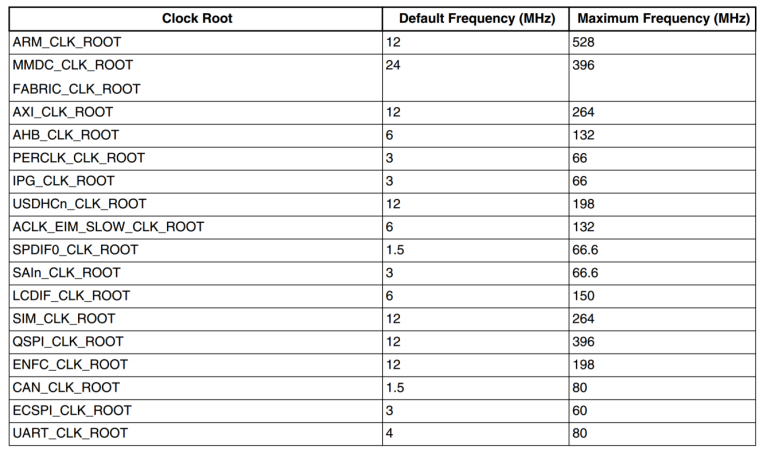 Clock Root Default Frequency (MHz) Maximum Frequency (MHz)
ARM_CLK_ROOT 12 528
MMDC_CLK_ROOT 24 396
FABRIC_CLK_ROOT
AXI_CLK_ROOT 12 264
AHB_CLK_ROOT 6 132
PERCLK_CLK_ROOT 3 66
IPG_CLK_ROOT 3 66
USDHCn_CLK_ROOT 12 198
ACLK_EIM_SLOW_CLK_ROOT 6 132
SPDIF0_CLK_ROOT 1.5 66.6
SAIn_CLK_ROOT 3 66.6
LCDIF_CLK_ROOT 6 150
SIM_CLK_ROOT 12 264
QSPI_CLK_ROOT 12 396
ENFC_CLK_ROOT 12 198
CAN_CLK_ROOT 1.5 80
ECSPI_CLK_ROOT 3 60
UART_CLK_ROOT 4 80